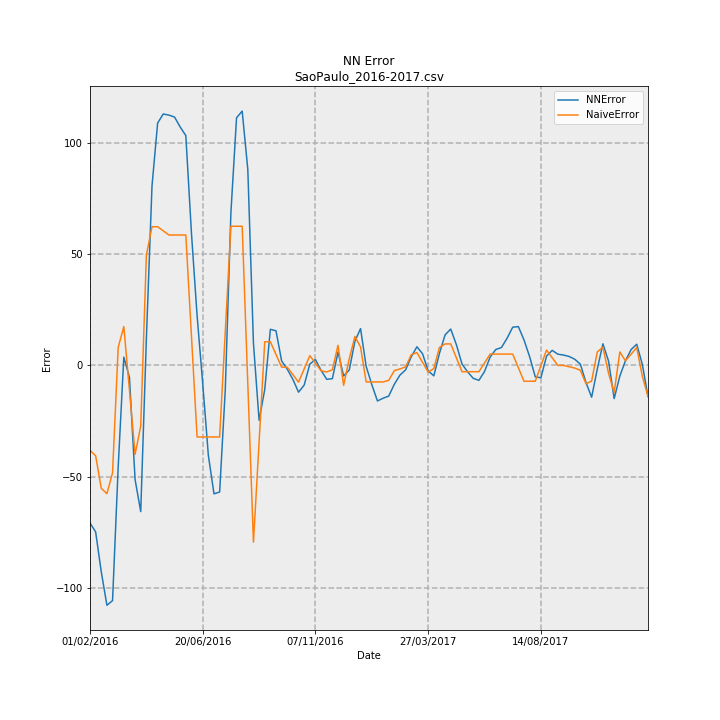 NN Error
SaoPaulo_2016-2017.csv
NNError
NaiveError
Error
100
50
0
−50
−100
01/02/2016 20/06/2016 07/11/2016 27/03/2017 14/08/2017
Date